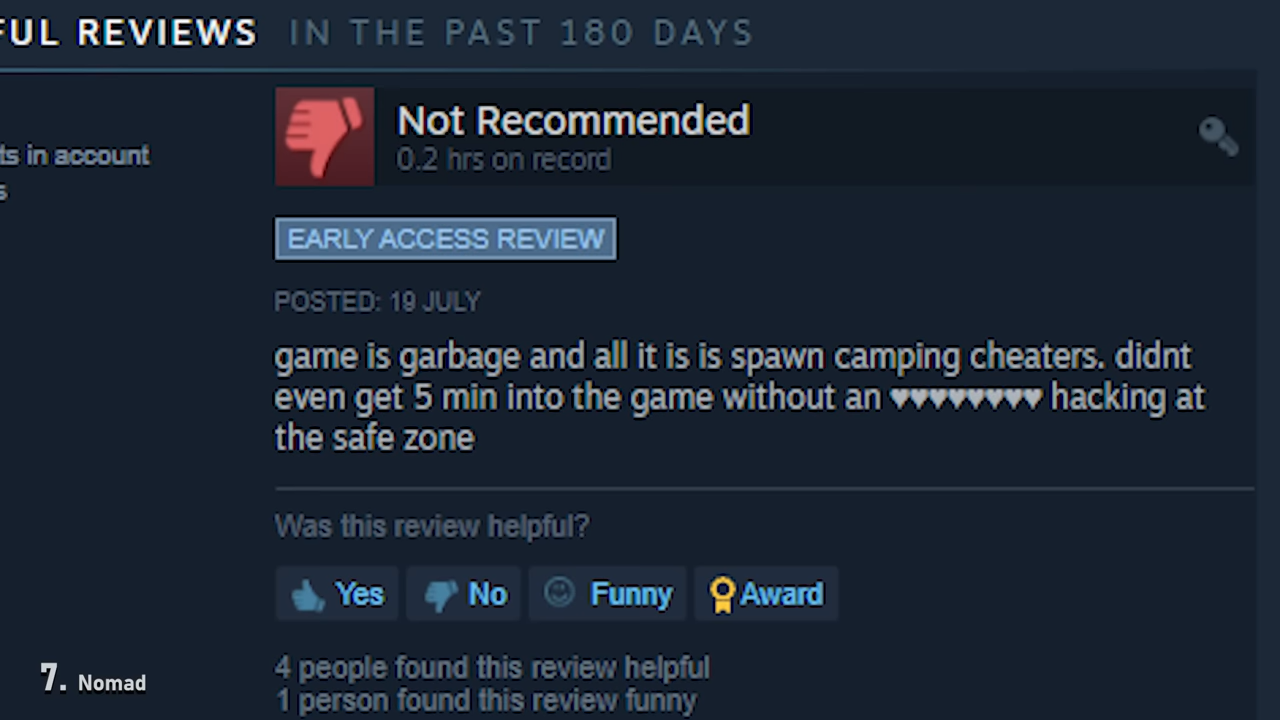 FUL REVIEWS IN THE PAST 180 DAYS
Not Recommended
0.2 hrs on record
ts in account
s
EARLY ACCESS REVIEW
POSTED: 19 JULY
game is garbage and all it is is spawn camping cheaters. didnt
even get 5 min into the game without an ♥♥♥♥♥♥♥♥ hacking at
the safe zone
Was this review helpful?
Yes No Funny Award
4 people found this review helpful
1 person found this review funny
7. Nomad